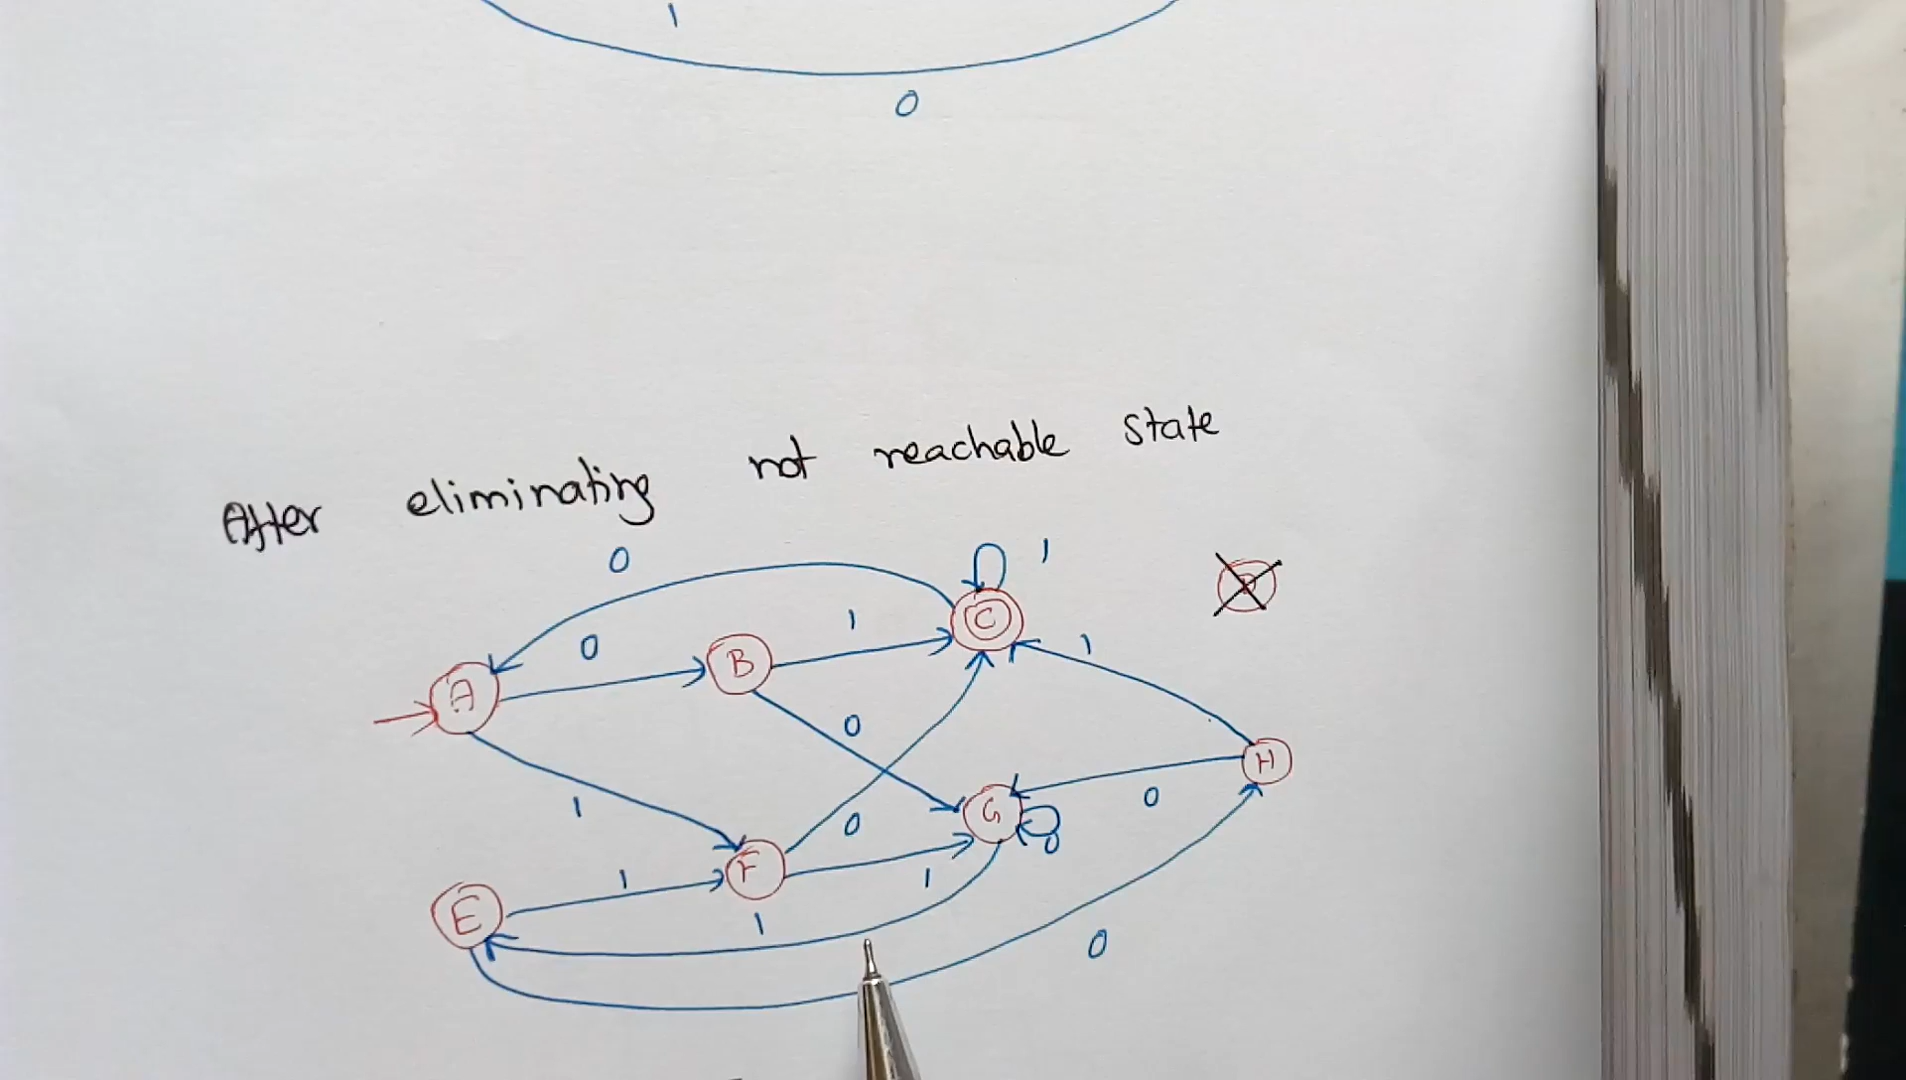 1
0
After eliminating not reachable state
0 1
0 1 C
A B 1
0 H
1 0 G 0
F 0
1 1
E 1
0